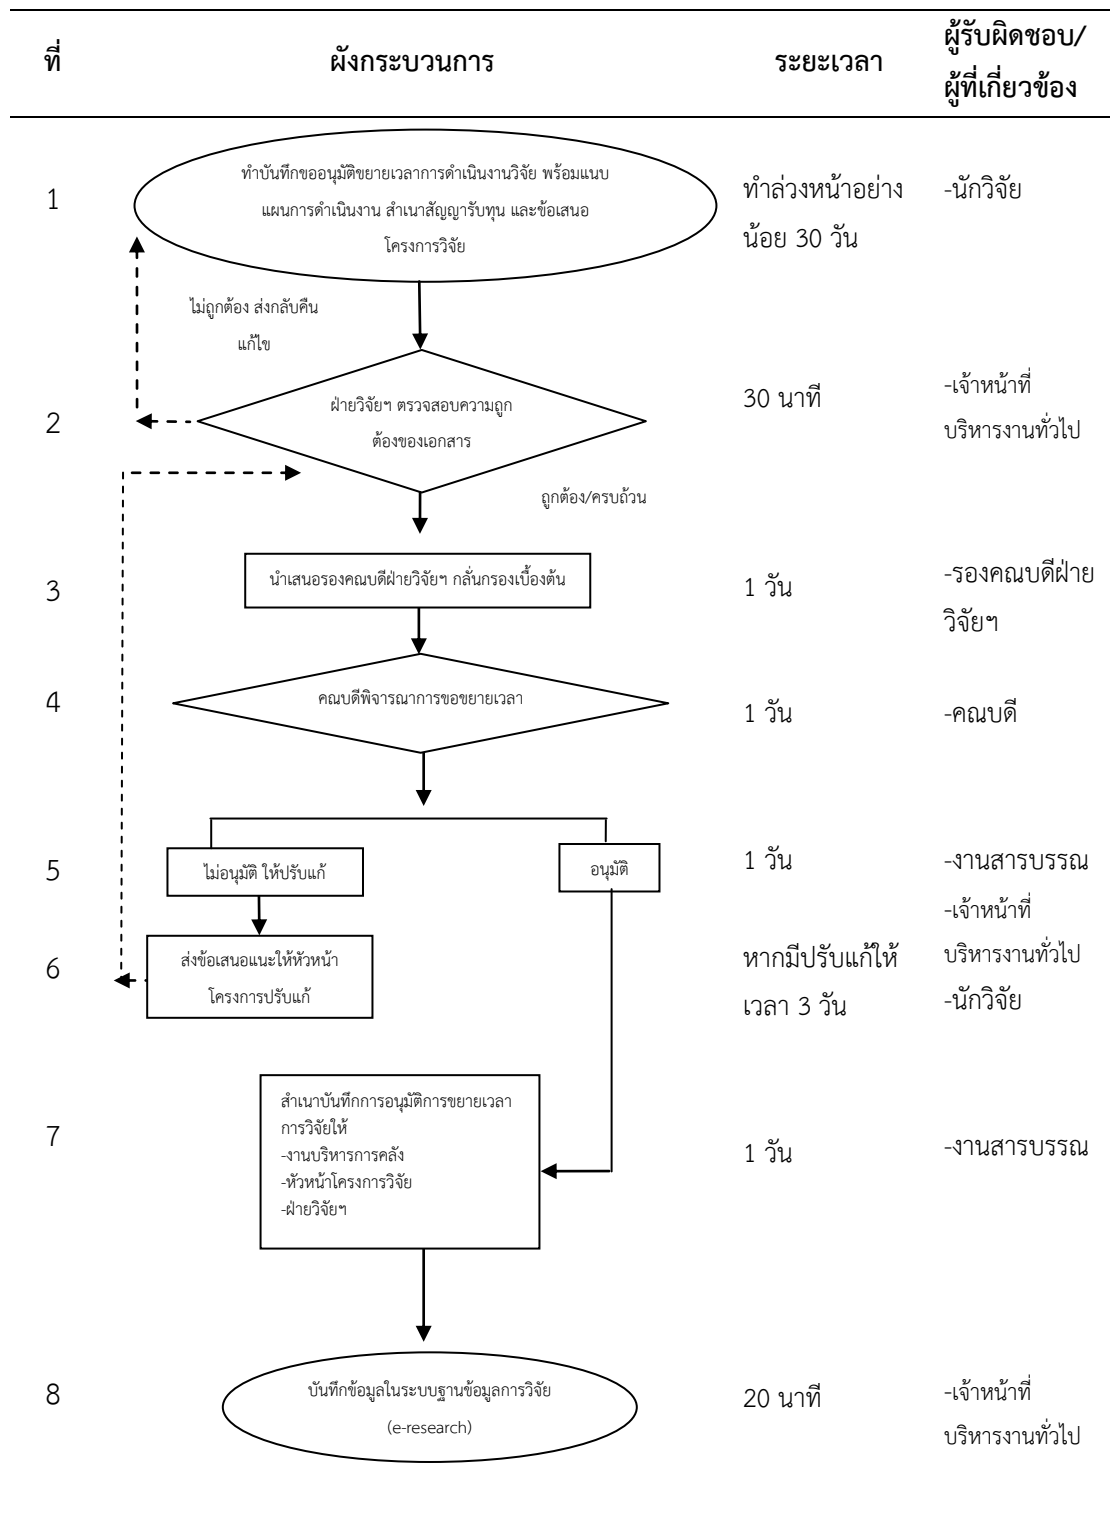 ที่
ผังกระบวนการ
ระยะเวลา
ผู้รับผิดชอบ/
ผู้ที่เกี่ยวข้อง
1
ทำบันทึกขออนุมัติขยายเวลาการดำเนินงานวิจัย พร้อมแนบ
แผนการดำเนินงาน สำเนาสัญญารับทุน และข้อเสนอ
โครงการวิจัย
ทำล่วงหน้าอย่าง
น้อย 30 วัน
-นักวิจัย
ไม่ถูกต้อง ส่งกลับคืน
แก้ไข
2
ฝ่ายวิจัยฯ ตรวจสอบความถูก
ต้องของเอกสาร
30 นาที
-เจ้าหน้าที่
บริหารงานทั่วไป
ถูกต้อง/ครบถ้วน
3
นำเสนอรองคณบดีฝ่ายวิจัยฯ กลั่นกรองเบื้องต้น
1 วัน
-รองคณบดีฝ่าย
วิจัยฯ
4
คณบดีพิจารณาการขอขยายเวลา
1 วัน
-คณบดี
5
ไม่อนุมัติ ให้ปรับแก้
อนุมัติ
1 วัน
-งานสารบรรณ
-เจ้าหน้าที่
บริหารงานทั่วไป
6
ส่งข้อเสนอแนะให้หัวหน้า
โครงการปรับแก้
หากมีปรับแก้ให้
เวลา 3 วัน
-นักวิจัย
7
สำเนาบันทึกการอนุมัติการขยายเวลา
การวิจัยให้
-งานบริหารการคลัง
-หัวหน้าโครงการวิจัย
-ฝ่ายวิจัยฯ
1 วัน
-งานสารบรรณ
8
บันทึกข้อมูลในระบบฐานข้อมูลการวิจัย
(e-research)
20 นาที
-เจ้าหน้าที่
บริหารงานทั่วไป